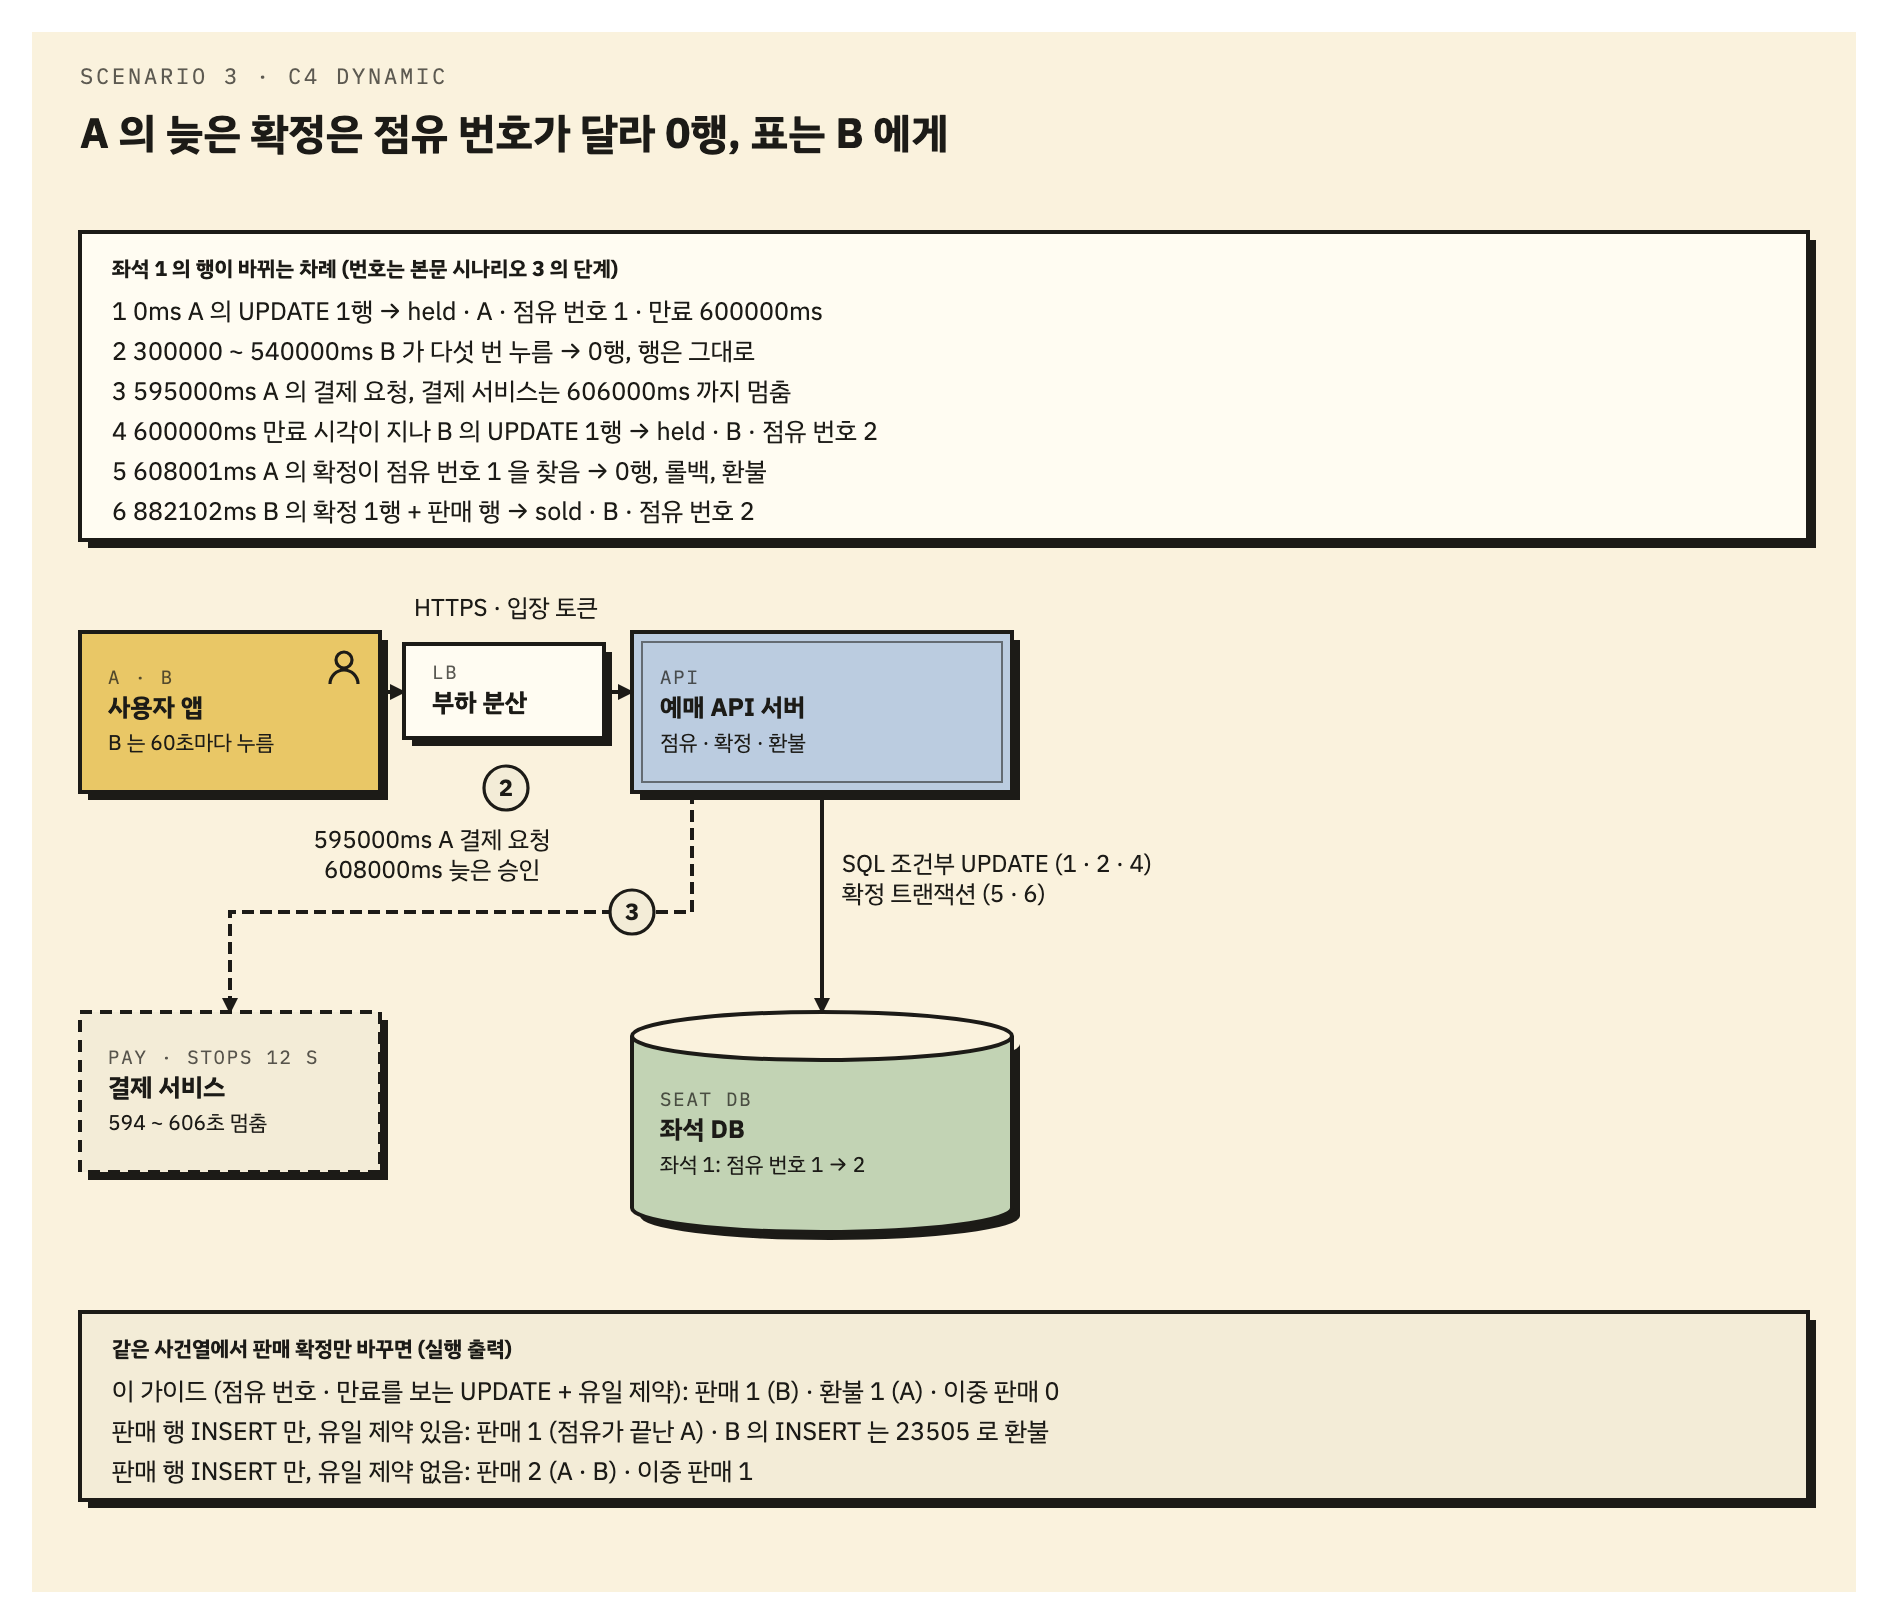 SCENARIO 3 · C4 DYNAMIC
A 의 늦은 확정은 점유 번호가 달라 0행, 표는 B 에게
좌석 1 의 행이 바뀌는 차례 (번호는 본문 시나리오 3 의 단계)
1 0ms A 의 UPDATE 1행 → held · A · 점유 번호 1 · 만료 600000ms
2 300000 ~ 540000ms B 가 다섯 번 누름 → 0행, 행은 그대로
3 595000ms A 의 결제 요청, 결제 서비스는 606000ms 까지 멈춤
4 600000ms 만료 시각이 지나 B 의 UPDATE 1행 → held · B · 점유 번호 2
5 608001ms A 의 확정이 점유 번호 1 을 찾음 → 0행, 롤백, 환불
6 882102ms B 의 확정 1행 + 판매 행 → sold · B · 점유 번호 2
HTTPS · 입장 토큰
A · B
사용자 앱
B 는 60초마다 누름
LB
부하 분산
API
예매 API 서버
점유 · 확정 · 환불
2
595000ms A 결제 요청
608000ms 늦은 승인
SQL 조건부 UPDATE (1 · 2 · 4)
확정 트랜잭션 (5 · 6)
3
PAY · STOPS 12 S
결제 서비스
594 ~ 606초 멈춤
SEAT DB
좌석 DB
좌석 1: 점유 번호 1 → 2
같은 사건열에서 판매 확정만 바꾸면 (실행 출력)
이 가이드 (점유 번호 · 만료를 보는 UPDATE + 유일 제약): 판매 1 (B) · 환불 1 (A) · 이중 판매 0
판매 행 INSERT 만, 유일 제약 있음: 판매 1 (점유가 끝난 A) · B 의 INSERT 는 23505 로 환불
판매 행 INSERT 만, 유일 제약 없음: 판매 2 (A · B) · 이중 판매 1